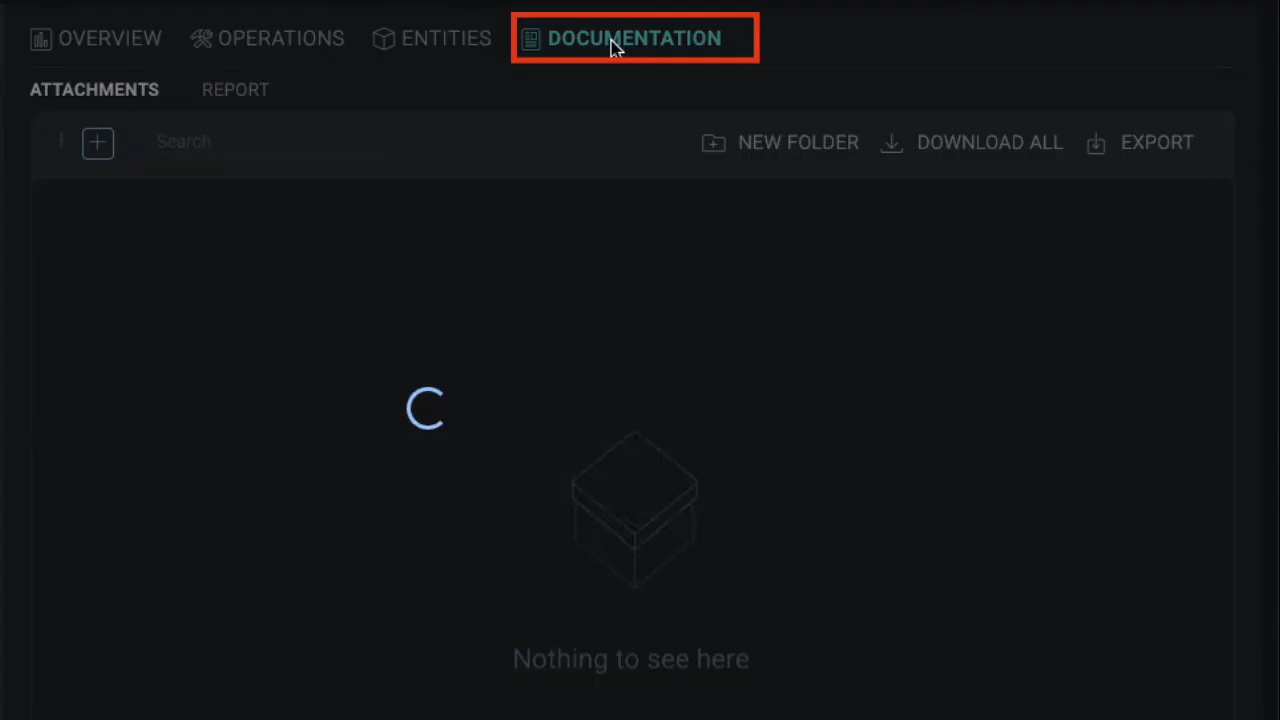 OVERVIEW OPERATIONS ENTITIES DOCUMENTATION
ATTACHMENTS REPORT
Search NEW FOLDER DOWNLOAD ALL EXPORT
Nothing to see here